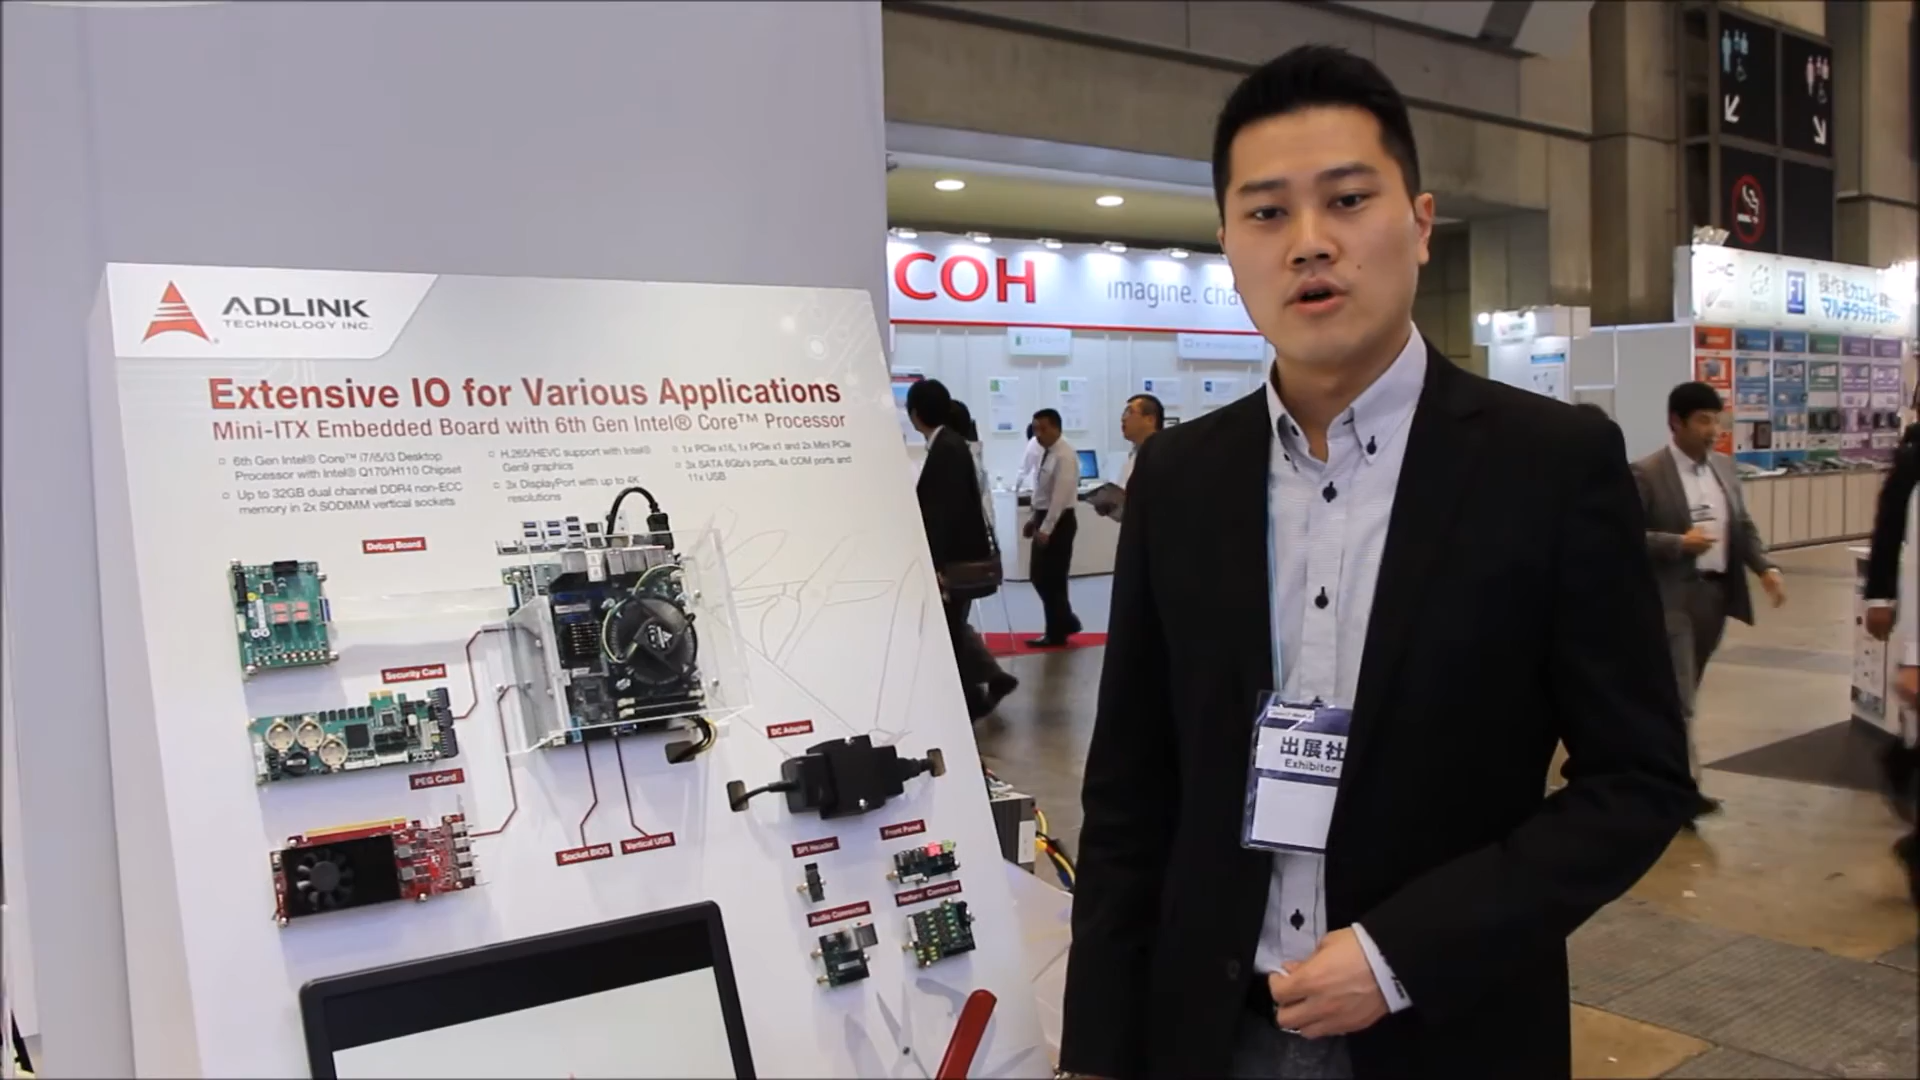 ADLINK
TECHNOLOGY INC.
Extensive IO for Various Applications
Mini-ITX Embedded Board with 6th Gen Intel® Core™ Processor
6th Gen Intel® Core™ i7/i5/i3 Desktop
Processor with Intel® Q170/H110 Chipset
Up to 32GB dual channel DDR4 non-ECC
memory in 2x SODIMM vertical sockets
H.265/HEVC support with Intel®
Gen9 graphics
3x DisplayPort with up to 4K
resolutions
1x PCIe x16, 1x PCIe x1 and 2x Mini PCIe
3x SATA 6Gb/s ports, 4x COM ports and
11x USB
Debug Board
Security Card
PEG Card
Socket BIOS
Vertical USB
DC Adapter
SPI Header
Front Panel
Audio Connector
Feature Connector
COH
imagine. cha
出展社
Exhibitor